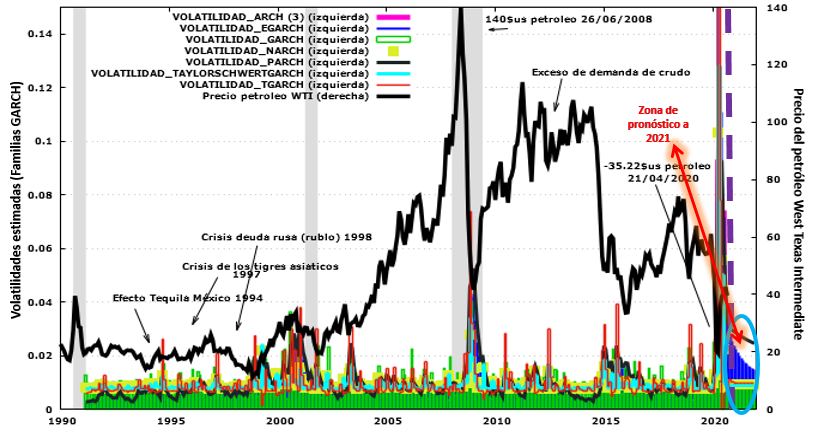 VOLATILIDAD_ARCH (3) (izquierda)
VOLATILIDAD_EGARCH (izquierda)
VOLATILIDAD_GARCH (izquierda)
VOLATILIDAD_NARCH (izquierda)
VOLATILIDAD_PARCH (izquierda)
VOLATILIDAD_TAYLORSCHWERTGARCH (izquierda)
VOLATILIDAD_TGARCH (izquierda)
Precio petroleo WTI (derecha)
140$us petroleo 26/06/2008
Exceso de demanda de crudo
Zona de
pronóstico a
2021
-35.22$us petroleo
21/04/2020
Crisis deuda rusa (rublo) 1998
Crisis de los tigres asiaticos
1997
Efecto Tequila México 1994
Volatilidades estimadas (Familias GARCH)
0.14
0.12
0.1
0.08
0.06
0.04
0.02
0
Precio del petróleo West Texas Intermediate
140
120
100
80
60
40
20
0
1990
1995
2000
2005
2010
2015
2020